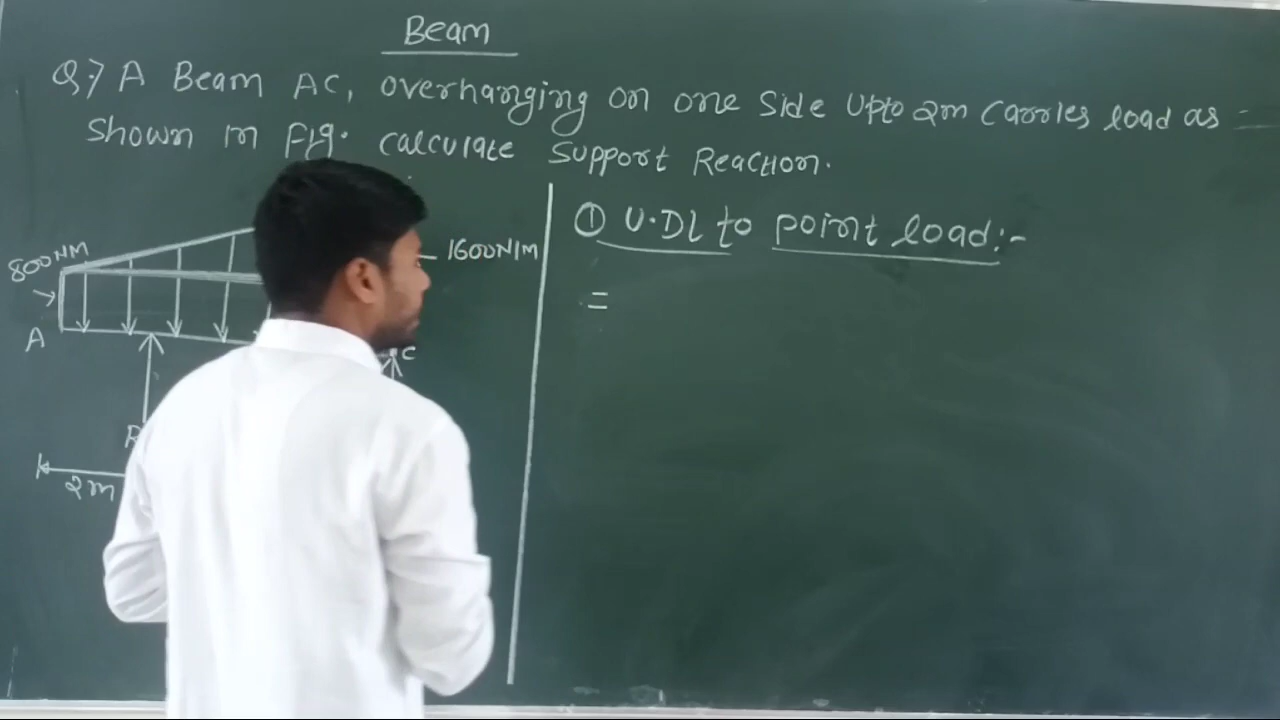 Beam
Q:7 A Beam AC, overhanging on one side upto 2m carries load as
shown in Fig. calculate Support Reaction.
① U.DL to point load:-
800N/M
1600N/M
=
A
C
R
2m